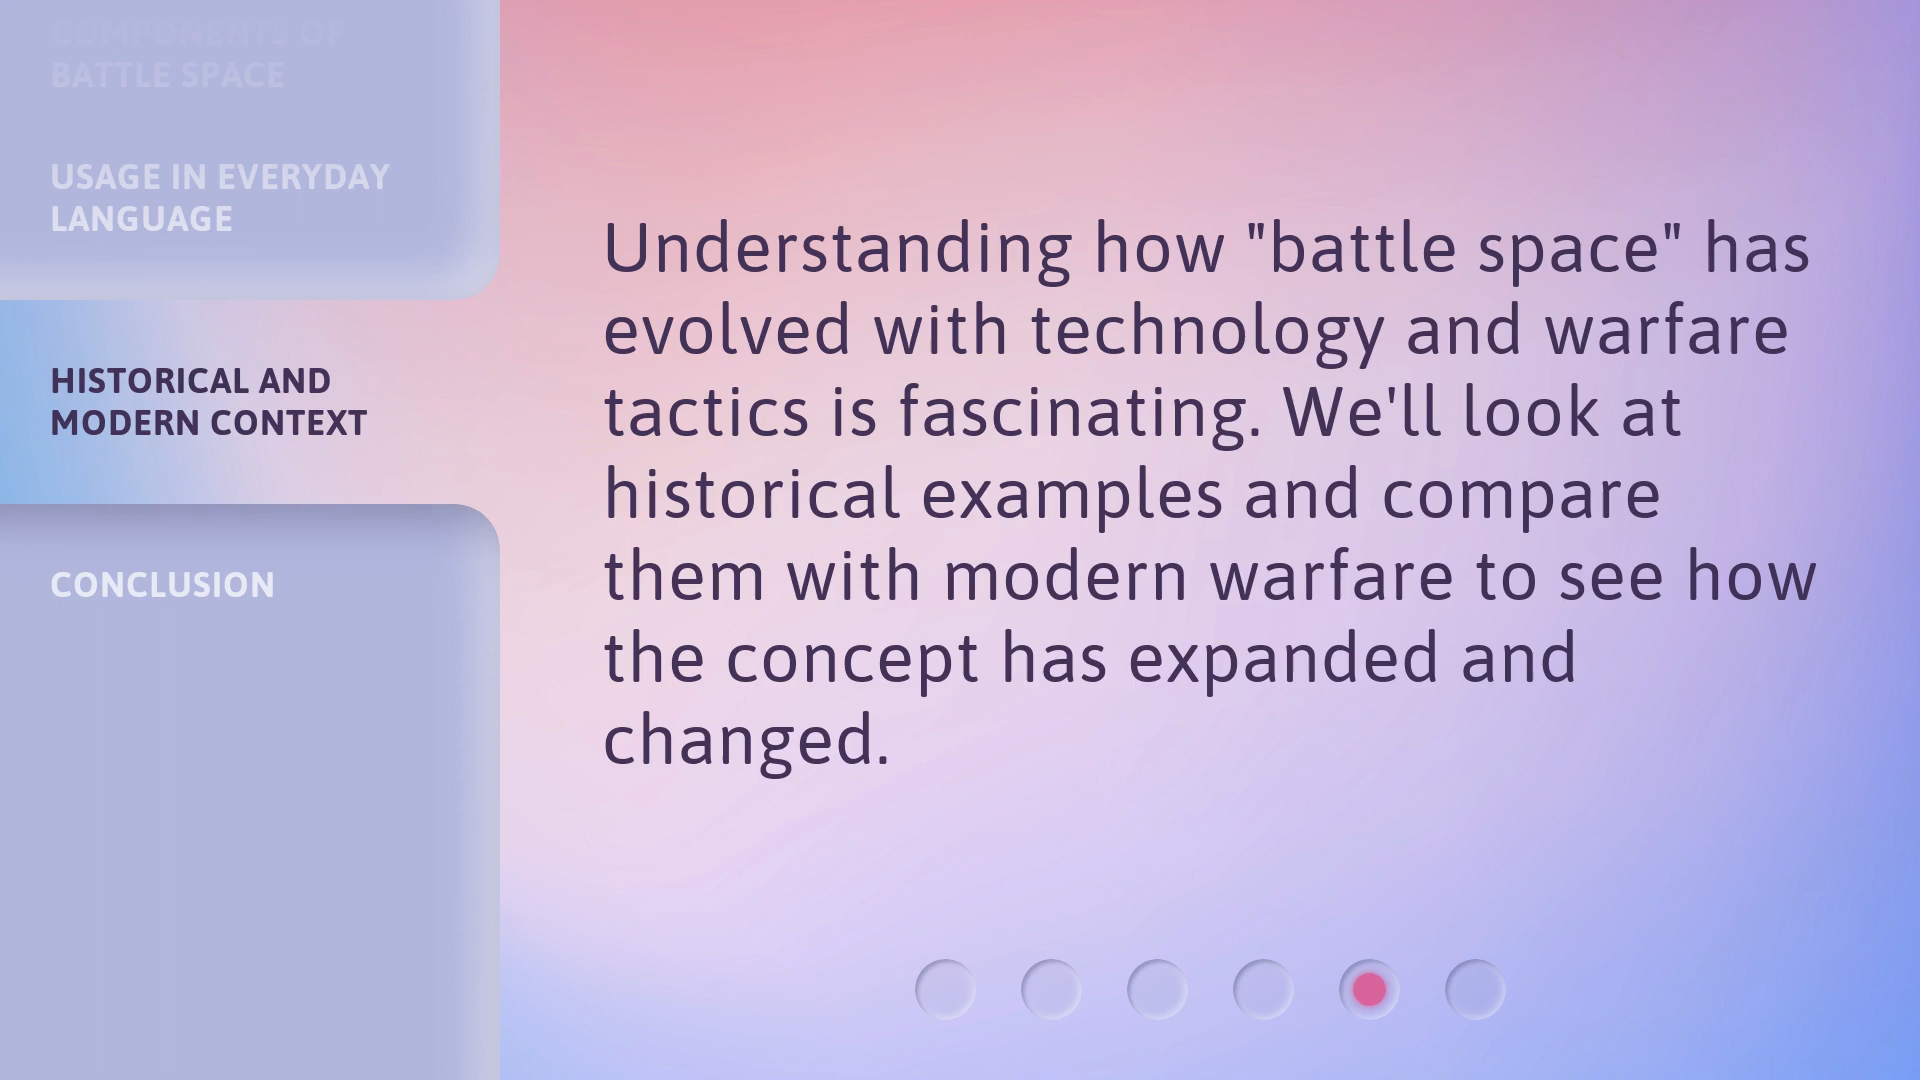 COMPONENTS OF
BATTLE SPACE
USAGE IN EVERYDAY
LANGUAGE
HISTORICAL AND
MODERN CONTEXT
CONCLUSION
Understanding how "battle space" has
evolved with technology and warfare
tactics is fascinating. We'll look at
historical examples and compare
them with modern warfare to see how
the concept has expanded and
changed.